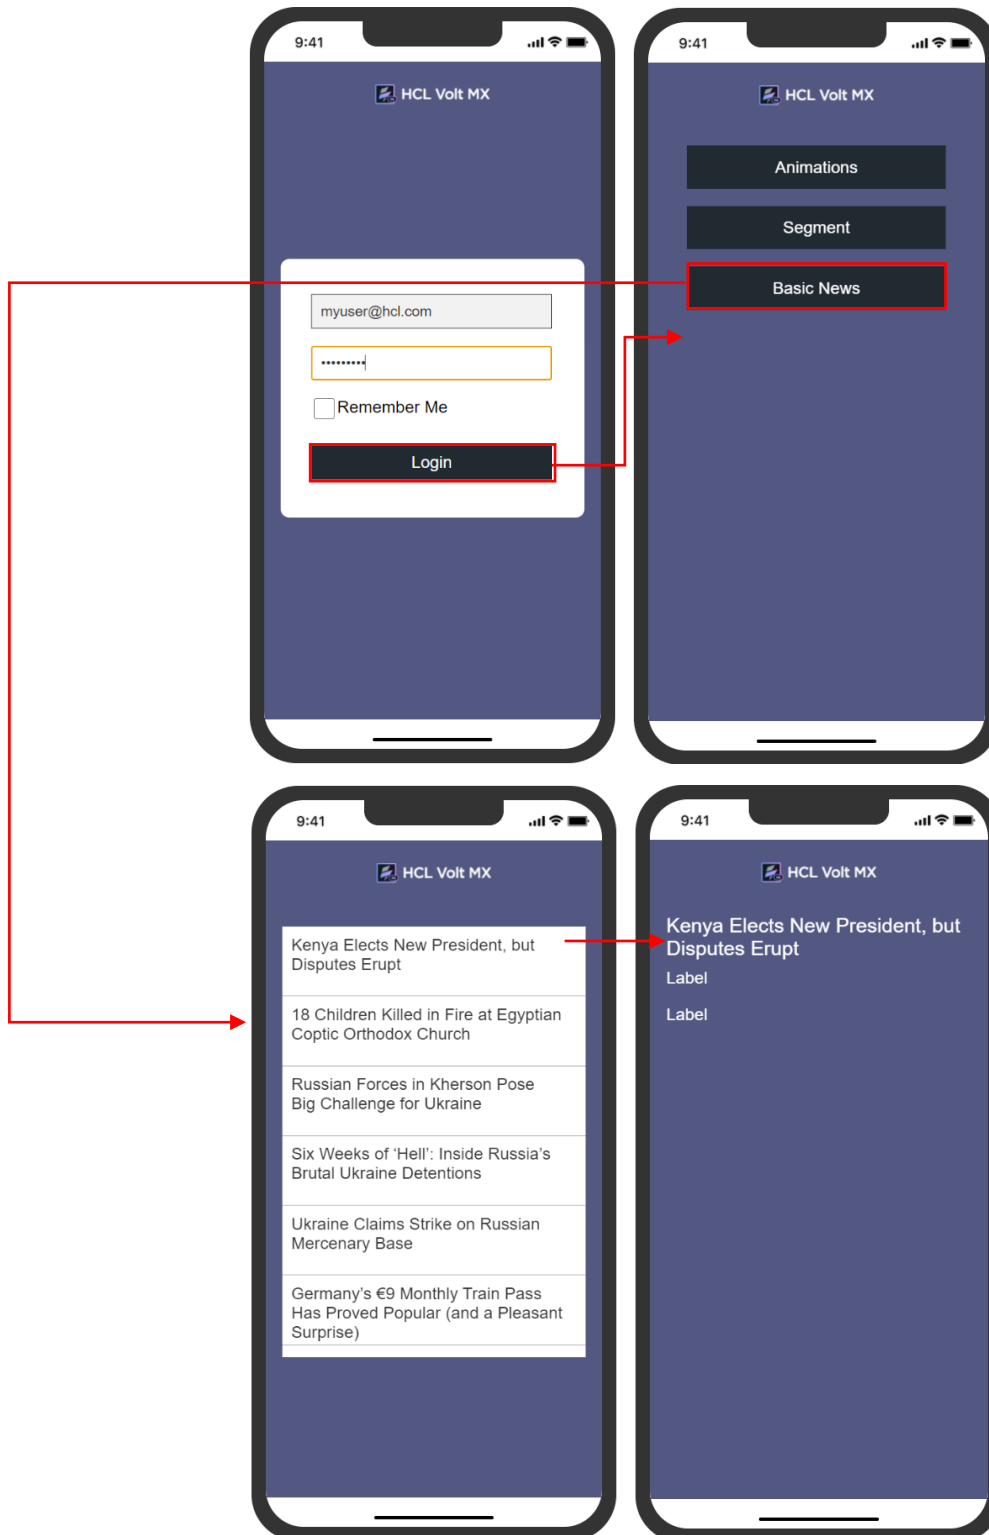 9:41
HCL Volt MX
myuser@hcl.com
•••••••••
Remember Me
Login
9:41
HCL Volt MX
Animations
Segment
Basic News
9:41
HCL Volt MX
Kenya Elects New President, but
Disputes Erupt
18 Children Killed in Fire at Egyptian
Coptic Orthodox Church
Russian Forces in Kherson Pose
Big Challenge for Ukraine
Six Weeks of ‘Hell’: Inside Russia’s
Brutal Ukraine Detentions
Ukraine Claims Strike on Russian
Mercenary Base
Germany’s €9 Monthly Train Pass
Has Proved Popular (and a Pleasant
Surprise)
9:41
HCL Volt MX
Kenya Elects New President, but
Disputes Erupt
Label
Label